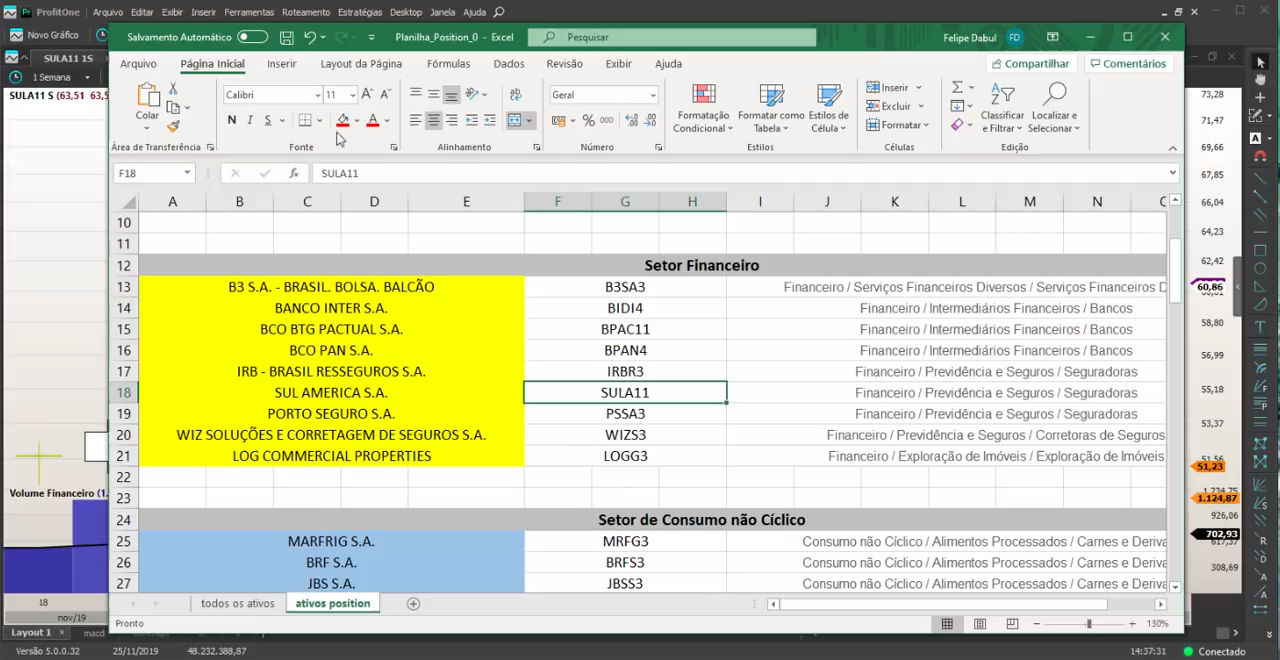 ProfitOne Arquivo Editar Exibir Inserir Ferramentas Roteamento Estratégias Desktop Janela Ajuda
Novo Gráfico
SULA11 1S
1 Semana
SULA11 S (63,51 63,5
Salvamento Automático Planilha_Position_0 - Excel Pesquisar Felipe Dabul FD
Arquivo Página Inicial Inserir Layout da Página Fórmulas Dados Revisão Exibir Ajuda Compartilhar Comentários
Colar
Calibri 11
N I S
Geral
% 000
Formatação Condicional
Formatar como Tabela
Estilos de Célula
Inserir
Excluir
Formatar
Classificar e Filtrar
Localizar e Selecionar
Área de Transferência Fonte Alinhamento Número Estilos Células Edição
F18 fx SULA11
A B C D E F G H I J K L M N
10
11
12 Setor Financeiro
13 B3 S.A. - BRASIL. BOLSA. BALCÃO B3SA3 Financeiro / Serviços Financeiros Diversos / Serviços Financeiros D
14 BANCO INTER S.A. BIDI4 Financeiro / Intermediários Financeiros / Bancos
15 BCO BTG PACTUAL S.A. BPAC11 Financeiro / Intermediários Financeiros / Bancos
16 BCO PAN S.A. BPAN4 Financeiro / Intermediários Financeiros / Bancos
17 IRB - BRASIL RESSEGUROS S.A. IRBR3 Financeiro / Previdência e Seguros / Seguradoras
18 SUL AMERICA S.A. SULA11 Financeiro / Previdência e Seguros / Seguradoras
19 PORTO SEGURO S.A. PSSA3 Financeiro / Previdência e Seguros / Seguradoras
20 WIZ SOLUÇÕES E CORRETAGEM DE SEGUROS S.A. WIZS3 Financeiro / Previdência e Seguros / Corretoras de Seguros
21 LOG COMMERCIAL PROPERTIES LOGG3 Financeiro / Exploração de Imóveis / Exploração de Imóveis
22
23
24 Setor de Consumo não Cíclico
25 MARFRIG S.A. MRFG3 Consumo não Cíclico / Alimentos Processados / Carnes e Deriva
26 BRF S.A. BRFS3 Consumo não Cíclico / Alimentos Processados / Carnes e Deriva
27 JBS S.A. JBSS3 Consumo não Cíclico / Alimentos Processados / Carnes e Deriva
todos os ativos ativos position
Pronto 130%
73,28
71,47
69,66
67,85
66,04
64,23
62,42
60,86
58,80
56,99
55,18
53,37
51,23
1.124,87
926,06
702,93
308,69
Volume Financeiro (1.
18
nov/19
Layout 1 macd
Versão 5.0.0.32 25/11/2019 48.232.388,87 14:37:31 Conectado